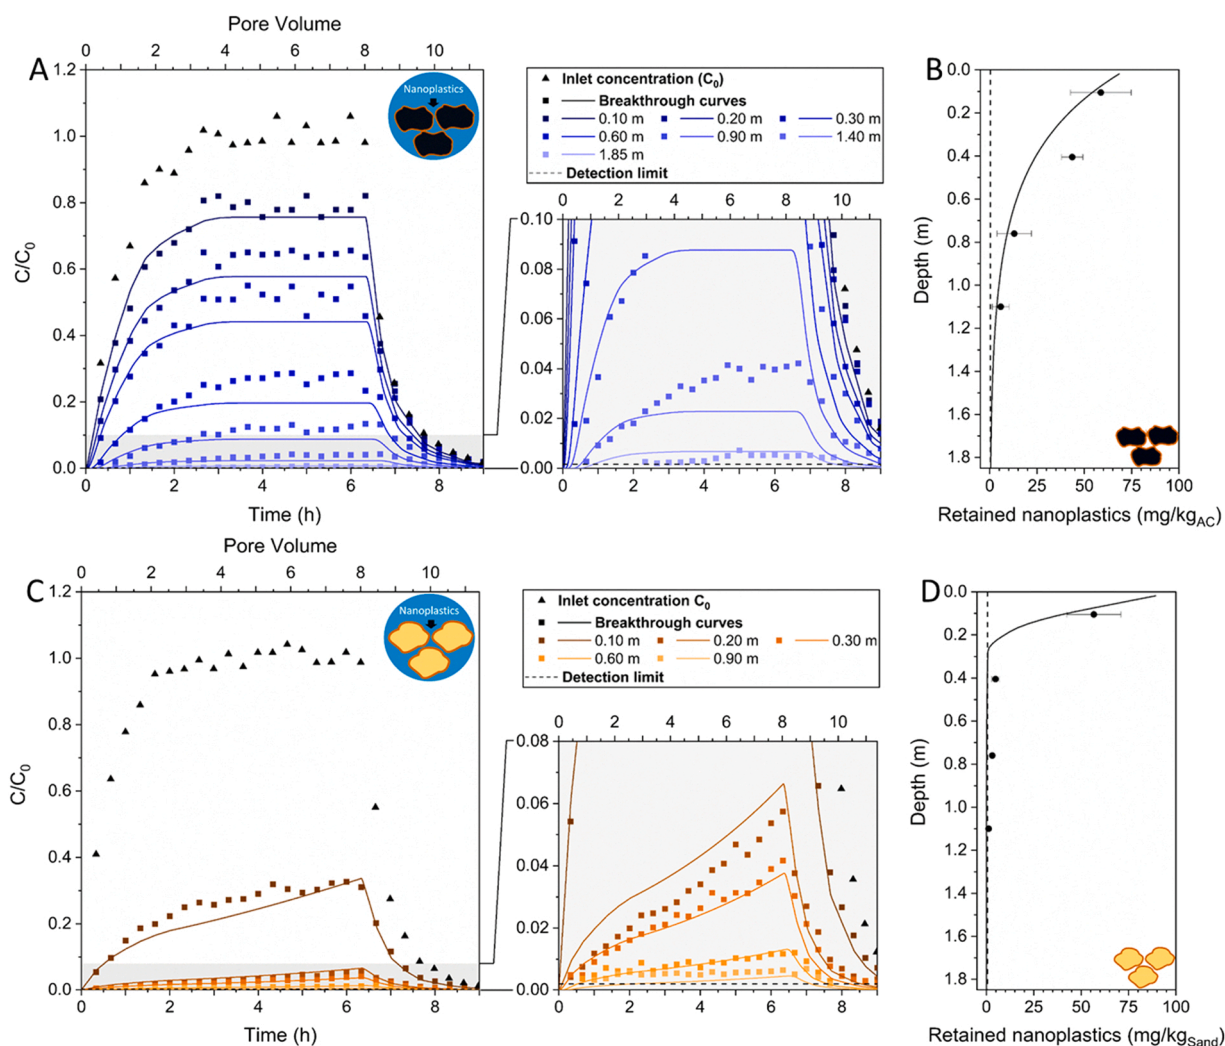 Pore Volume
0 2 4 6 8 10
A
1.2
1.0
0.8
0.6
0.4
0.2
0.0
C/C0
0 2 4 6 8
Time (h)
Nanoplastics
Inlet concentration (C0)
Breakthrough curves
0.10 m 0.20 m 0.30 m
0.60 m 0.90 m 1.40 m
1.85 m
Detection limit
0 2 4 6 8 10
0.10
0.08
0.06
0.04
0.02
0.00
0 2 4 6 8
B
0.0
0.2
0.4
0.6
0.8
1.0
1.2
1.4
1.6
1.8
Depth (m)
0 25 50 75 100
Retained nanoplastics (mg/kgAC)
Pore Volume
0 2 4 6 8 10
C
1.2
1.0
0.8
0.6
0.4
0.2
0.0
C/C0
0 2 4 6 8
Time (h)
Nanoplastics
Inlet concentration C0
Breakthrough curves
0.10 m 0.20 m 0.30 m
0.60 m 0.90 m
Detection limit
0 2 4 6 8 10
0.08
0.06
0.04
0.02
0.00
0 2 4 6 8
D
0.0
0.2
0.4
0.6
0.8
1.0
1.2
1.4
1.6
1.8
Depth (m)
0 25 50 75 100
Retained nanoplastics (mg/kgSand)